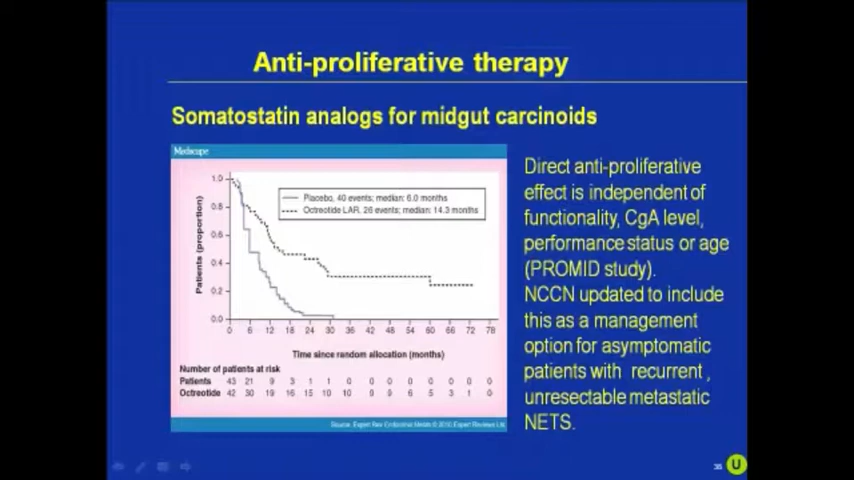 Anti-proliferative therapy
Somatostatin analogs for midgut carcinoids
Medscape
1.0
0.8
0.6
0.4
0.2
0.0
Patients (proportion)
Placebo, 40 events; median: 6.0 months
Octreotide LAR, 26 events; median: 14.3 months
0 6 12 18 24 30 36 42 48 54 60 66 72 78
Time since random allocation (months)
Number of patients at risk
Patients 43 21 9 3 1 1 0 0 0 0 0 0 0 0
Octreotide 42 30 19 16 15 10 10 9 9 6 5 3 1 0
Source: Expert Rev Endocrinol Metab © 2010 Expert Reviews Ltd
Direct anti-proliferative
effect is independent of
functionality, CgA level,
performance status or age
(PROMID study).
NCCN updated to include
this as a management
option for asymptomatic
patients with recurrent ,
unresectable metastatic
NETS.
36
U